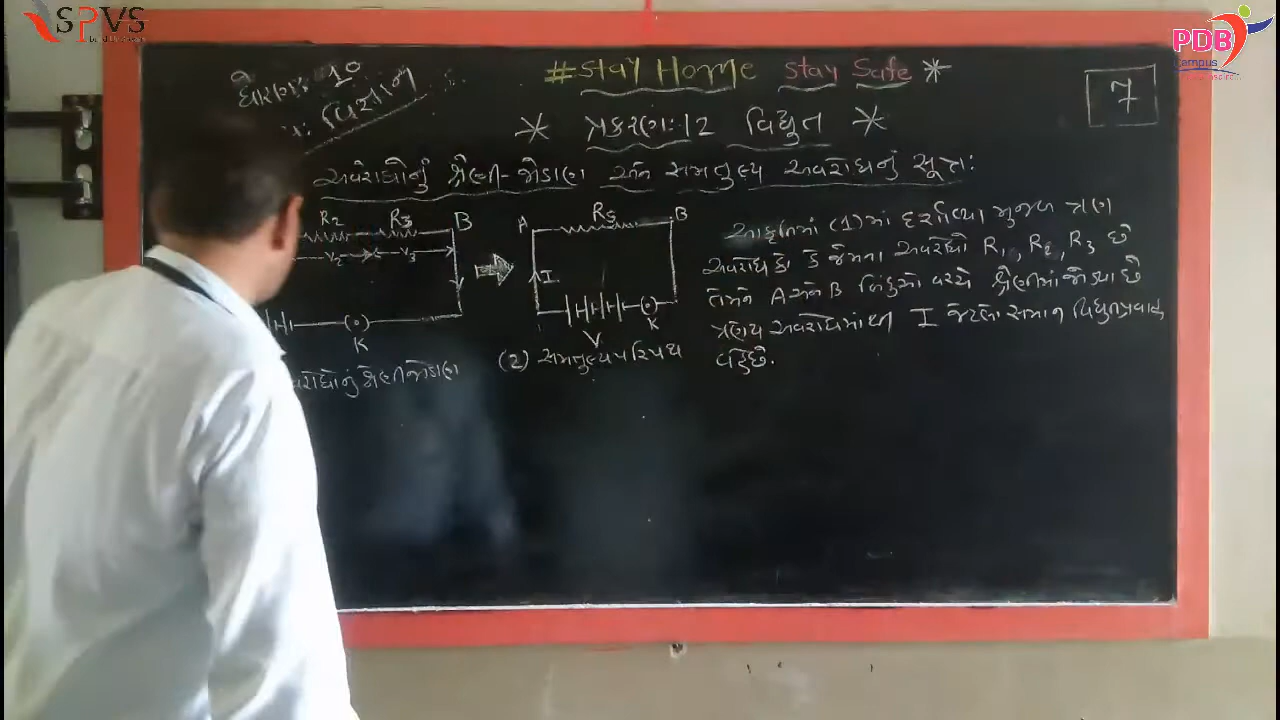 SPVS
PDB
Campus
ધોરણ: 10
: વિજ્ઞાન
#Stay Home Stay Safe *
7
* પ્રકરણ: 12 વિદ્યુત *
અવરોધોનું શ્રેણી-જોડાણ અને સમતુલ્ય અવરોધનું સૂત્ર:
R2 R3 B
V2 V3
K
અવરોધોનું શ્રેણીજોડાણ
A Rs B
I
K
V
(2) સમતુલ્ય પરિપથ
આકૃતિમાં (1) માં દર્શાવ્યા મુજબ ત્રણ
અવરોધકો કે જેમના અવરોધો R1, R2, R3 છે
તેમને A અને B બિંદુઓ વચ્ચે શ્રેણીમાં જોડ્યા છે
ત્રણેય અવરોધમાંથી I જેટલો સમાન વિદ્યુતપ્રવાહ
વહે છે.